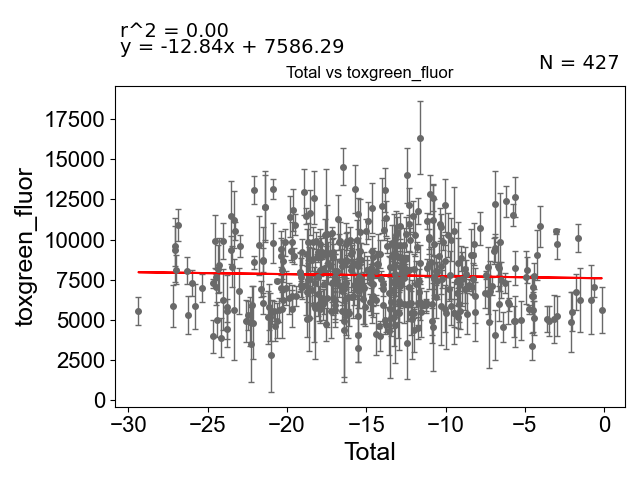 r^2 = 0.00
y = -12.84x + 7586.29
N = 427
Total vs toxgreen_fluor
17500
15000
12500
10000
7500
5000
2500
0
toxgreen_fluor
−30 −25 −20 −15 −10 −5 0
Total